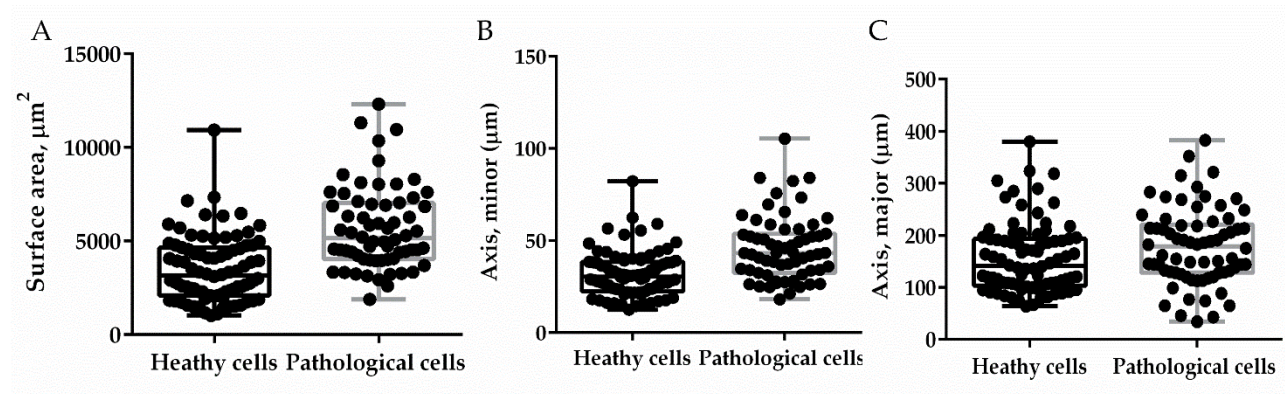 A
Surface area, μm²
15000
10000
5000
0
Heathy cells Pathological cells
B
Axis, minor (μm)
150
100
50
0
Heathy cells Pathological cells
C
Axis, major (μm)
500
400
300
200
100
0
Heathy cells Pathological cells